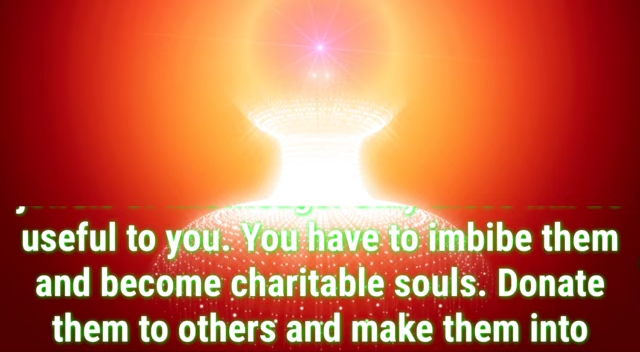 useful to you. You have to imbibe them
and become charitable souls. Donate
them to others and make them into